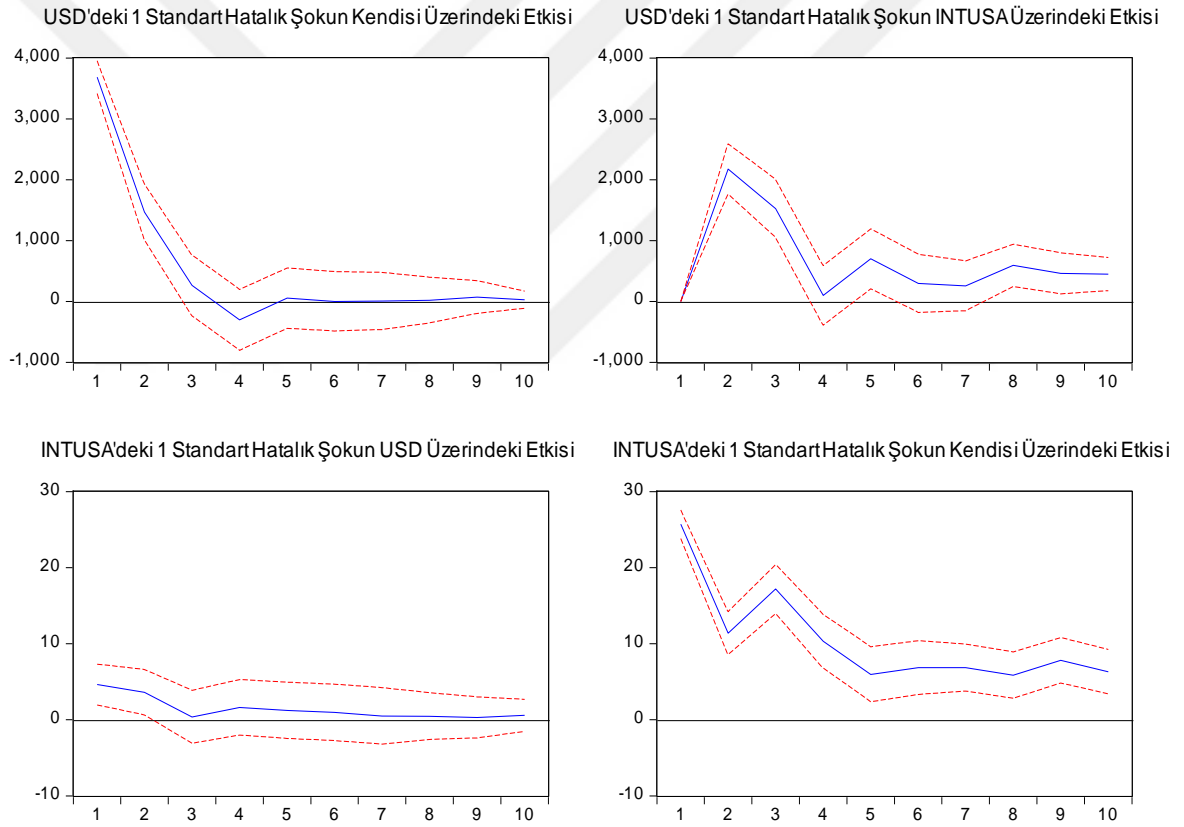 USD'deki 1 Standart Hatalık Şokun Kendisi Üzerindeki Etkisi
4,000
3,000
2,000
1,000
0
-1,000
1 2 3 4 5 6 7 8 9 10
USD'deki 1 Standart Hatalık Şokun INTUSA Üzerindeki Etkisi
4,000
3,000
2,000
1,000
0
-1,000
1 2 3 4 5 6 7 8 9 10
INTUSA'deki 1 Standart Hatalık Şokun USD Üzerindeki Etkisi
30
20
10
0
-10
1 2 3 4 5 6 7 8 9 10
INTUSA'deki 1 Standart Hatalık Şokun Kendisi Üzerindeki Etkisi
30
20
10
0
-10
1 2 3 4 5 6 7 8 9 10